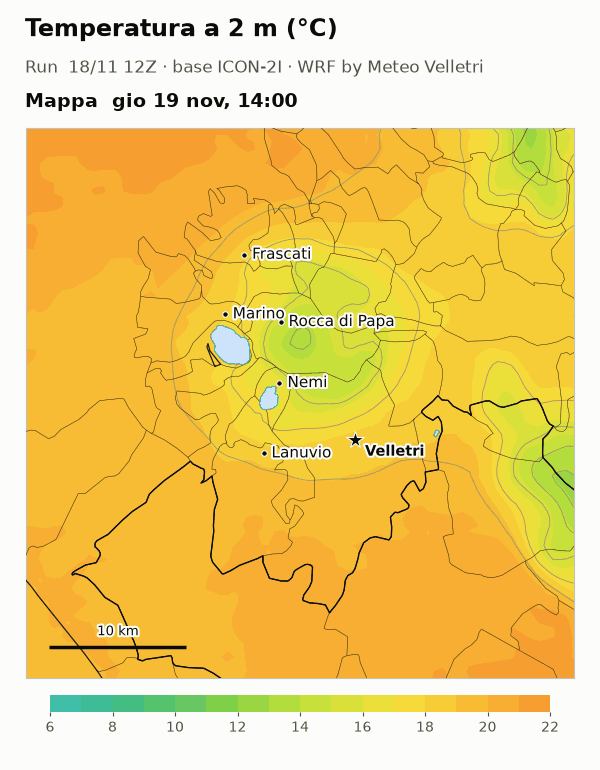 Temperatura a 2 m (°C)
Run  18/11 12Z · base ICON-2I · WRF by Meteo Velletri
Mappa  gio 19 nov, 14:00
Frascati
Marino
Rocca di Papa
Nemi
Velletri
Lanuvio
10 km
6 8 10 12 14 16 18 20 22